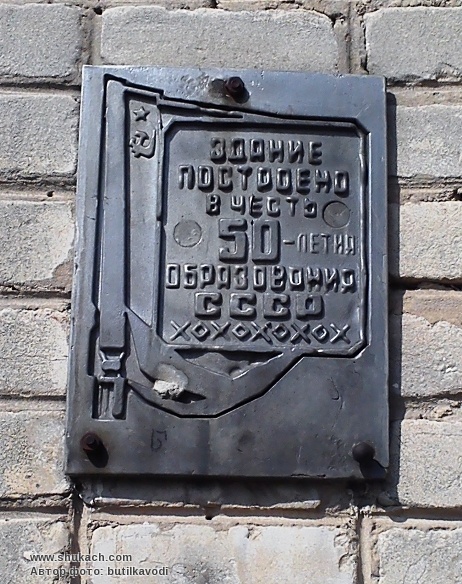 ЗДАНИЕ
ПОСТРОЕНО
В ЧЕСТЬ
50-ЛЕТИЯ
ОБРАЗОВАНИЯ
СССР
www.shukach.com
Автор фото: butilkavodi